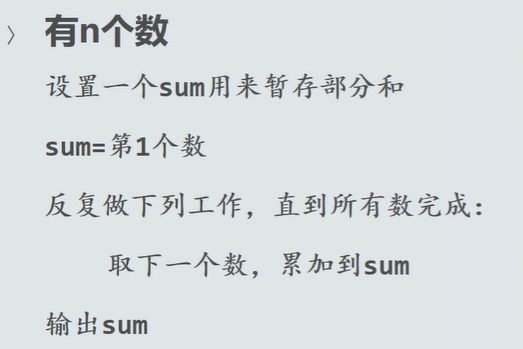 有n个数
设置一个sum用来暂存部分和
sum=第1个数
反复做下列工作，直到所有数完成：
取下一个数，累加到sum
输出sum